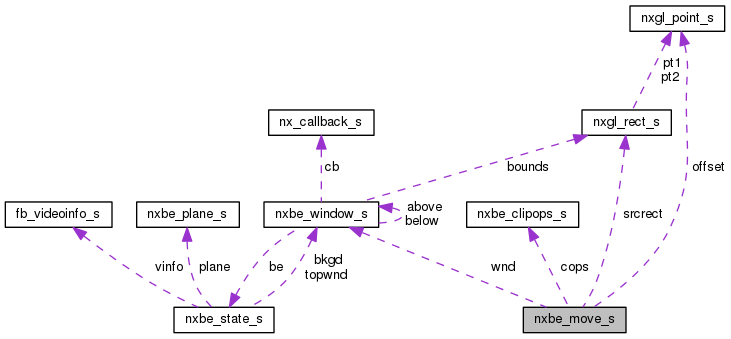 nxgl_point_s
pt1
pt2
nx_callback_s
nxgl_rect_s
cb
bounds
offset
fb_videoinfo_s
nxbe_plane_s
nxbe_window_s
above
below
nxbe_clipops_s
srcrect
vinfo
plane
be
bkgd
topwnd
wnd
cops
nxbe_state_s
nxbe_move_s